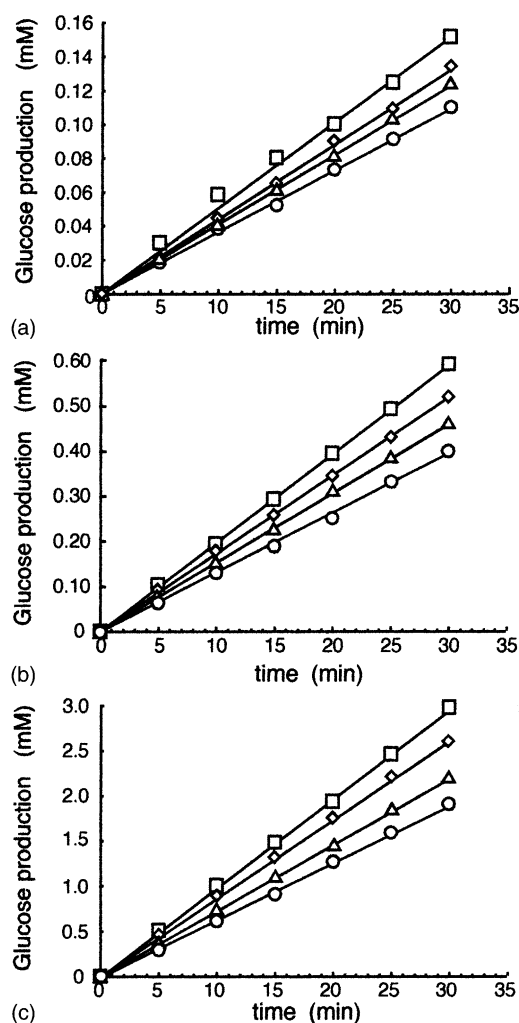 0.16
0.14
0.12
0.10
0.08
0.06
0.04
0.02
0
Glucose production (mM)
0 5 10 15 20 25 30 35
(a) time (min)
0.60
0.50
0.40
0.30
0.20
0.10
0
Glucose production (mM)
0 5 10 15 20 25 30 35
(b) time (min)
3.0
2.5
2.0
1.5
1.0
0.5
0
Glucose production (mM)
0 5 10 15 20 25 30 35
(c) time (min)